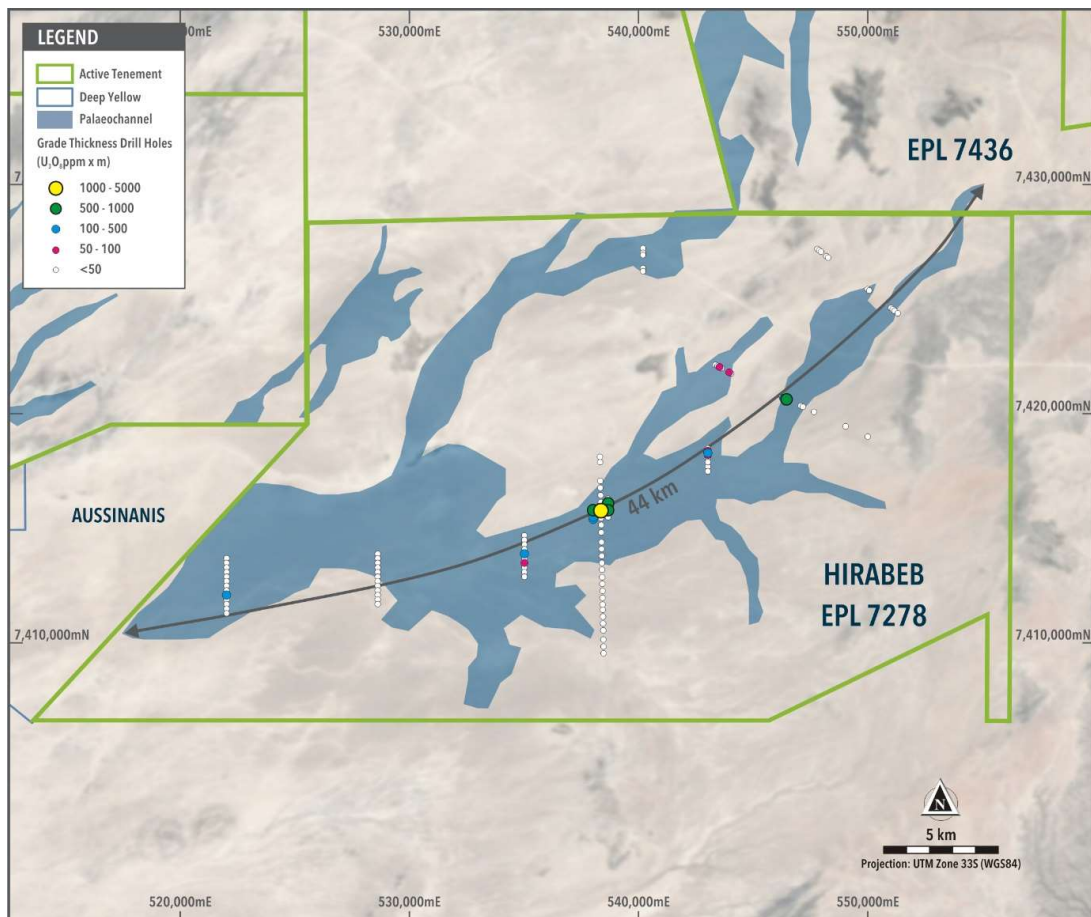 LEGEND
Active Tenement
Deep Yellow
Palaeochannel
Grade Thickness Drill Holes
(U₃O₈ppm x m)
1000 - 5000
500 - 1000
100 - 500
50 - 100
<50
530,000mE
540,000mE
550,000mE
EPL 7436
7,430,000mN
7,420,000mN
44 km
AUSSINANIS
HIRABEB
EPL 7278
7,410,000mN
7,410,000mN
N
5 km
Projection: UTM Zone 33S (WGS84)
520,000mE
530,000mE
540,000mE
550,000mE